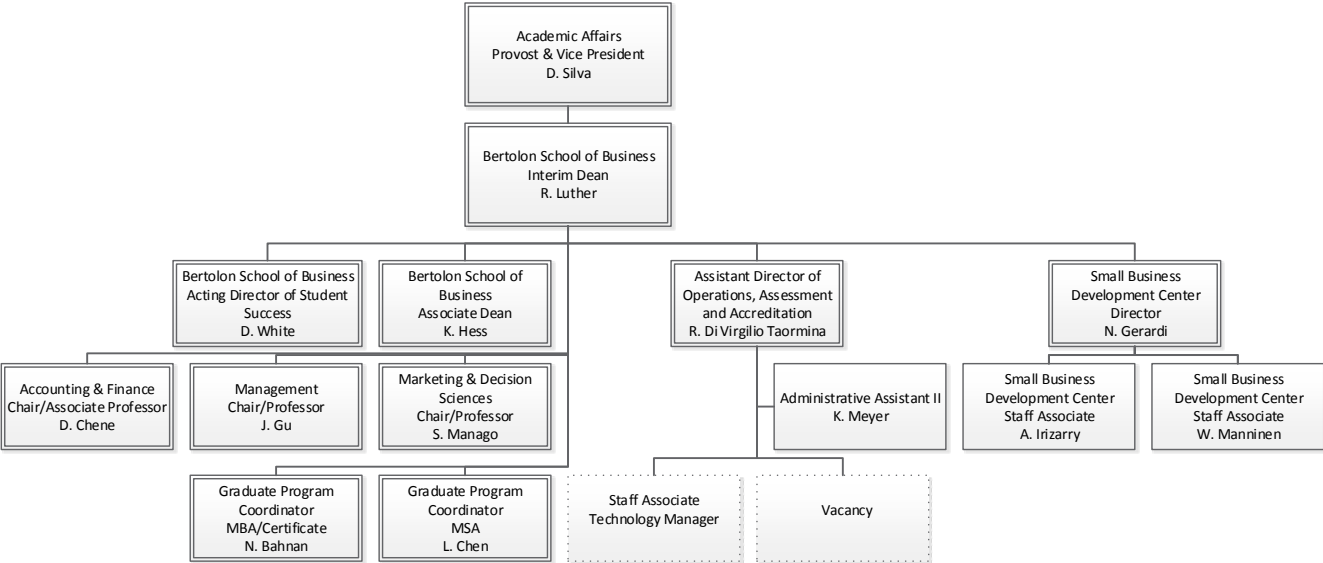 Academic Affairs
Provost & Vice President
D. Silva
Bertolon School of Business
Interim Dean
R. Luther
Bertolon School of Business
Acting Director of Student
Success
D. White
Bertolon School of
Business
Associate Dean
K. Hess
Assistant Director of
Operations, Assessment
and Accreditation
R. Di Virgilio Taormina
Small Business
Development Center
Director
N. Gerardi
Accounting & Finance
Chair/Associate Professor
D. Chene
Management
Chair/Professor
J. Gu
Marketing & Decision
Sciences
Chair/Professor
S. Manago
Administrative Assistant II
K. Meyer
Small Business
Development Center
Staff Associate
A. Irizarry
Small Business
Development Center
Staff Associate
W. Manninen
Graduate Program
Coordinator
MBA/Certificate
N. Bahnan
Graduate Program
Coordinator
MSA
L. Chen
Staff Associate
Technology Manager
Vacancy